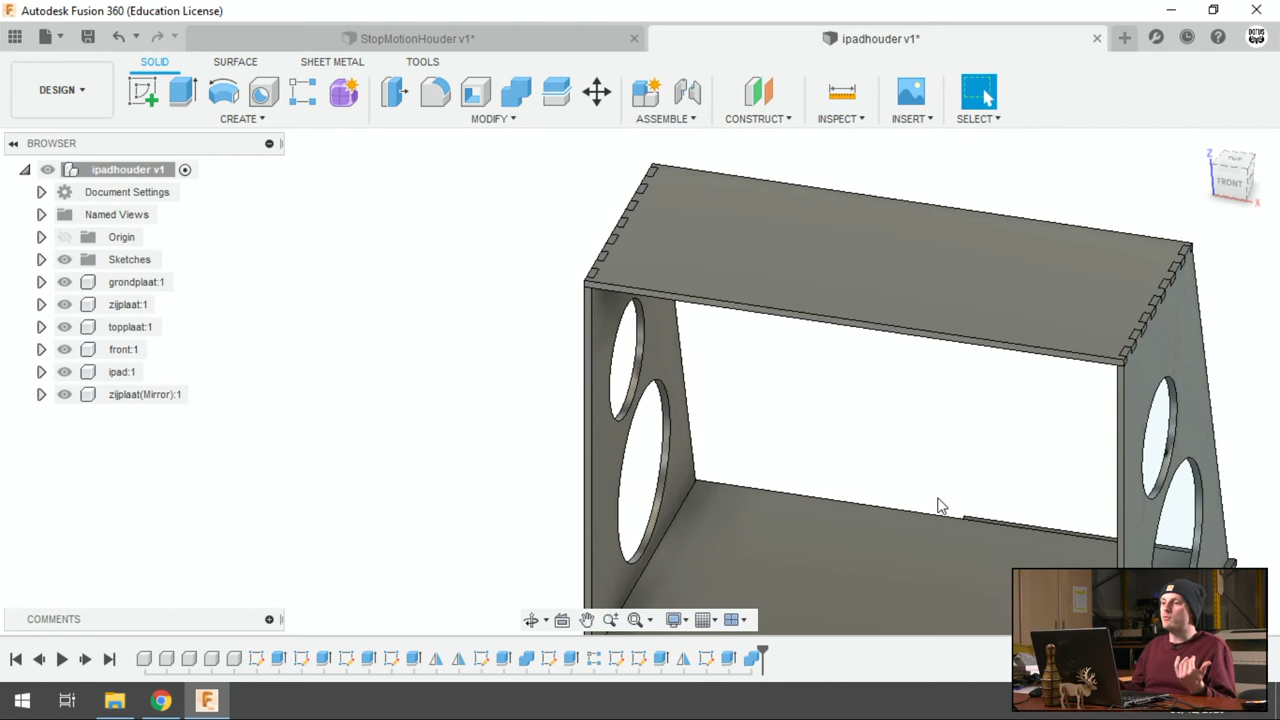 Autodesk Fusion 360 (Education License)
StopMotionHouder v1*
ipadhouder v1*
DESIGN
SOLID
SURFACE
SHEET METAL
TOOLS
CREATE
MODIFY
ASSEMBLE
CONSTRUCT
INSPECT
INSERT
SELECT
BROWSER
ipadhouder v1
Document Settings
Named Views
Origin
Sketches
grondplaat:1
zijplaat:1
topplaat:1
front:1
ipad:1
zijplaat(Mirror):1
Z
TOP
FRONT
X
COMMENTS